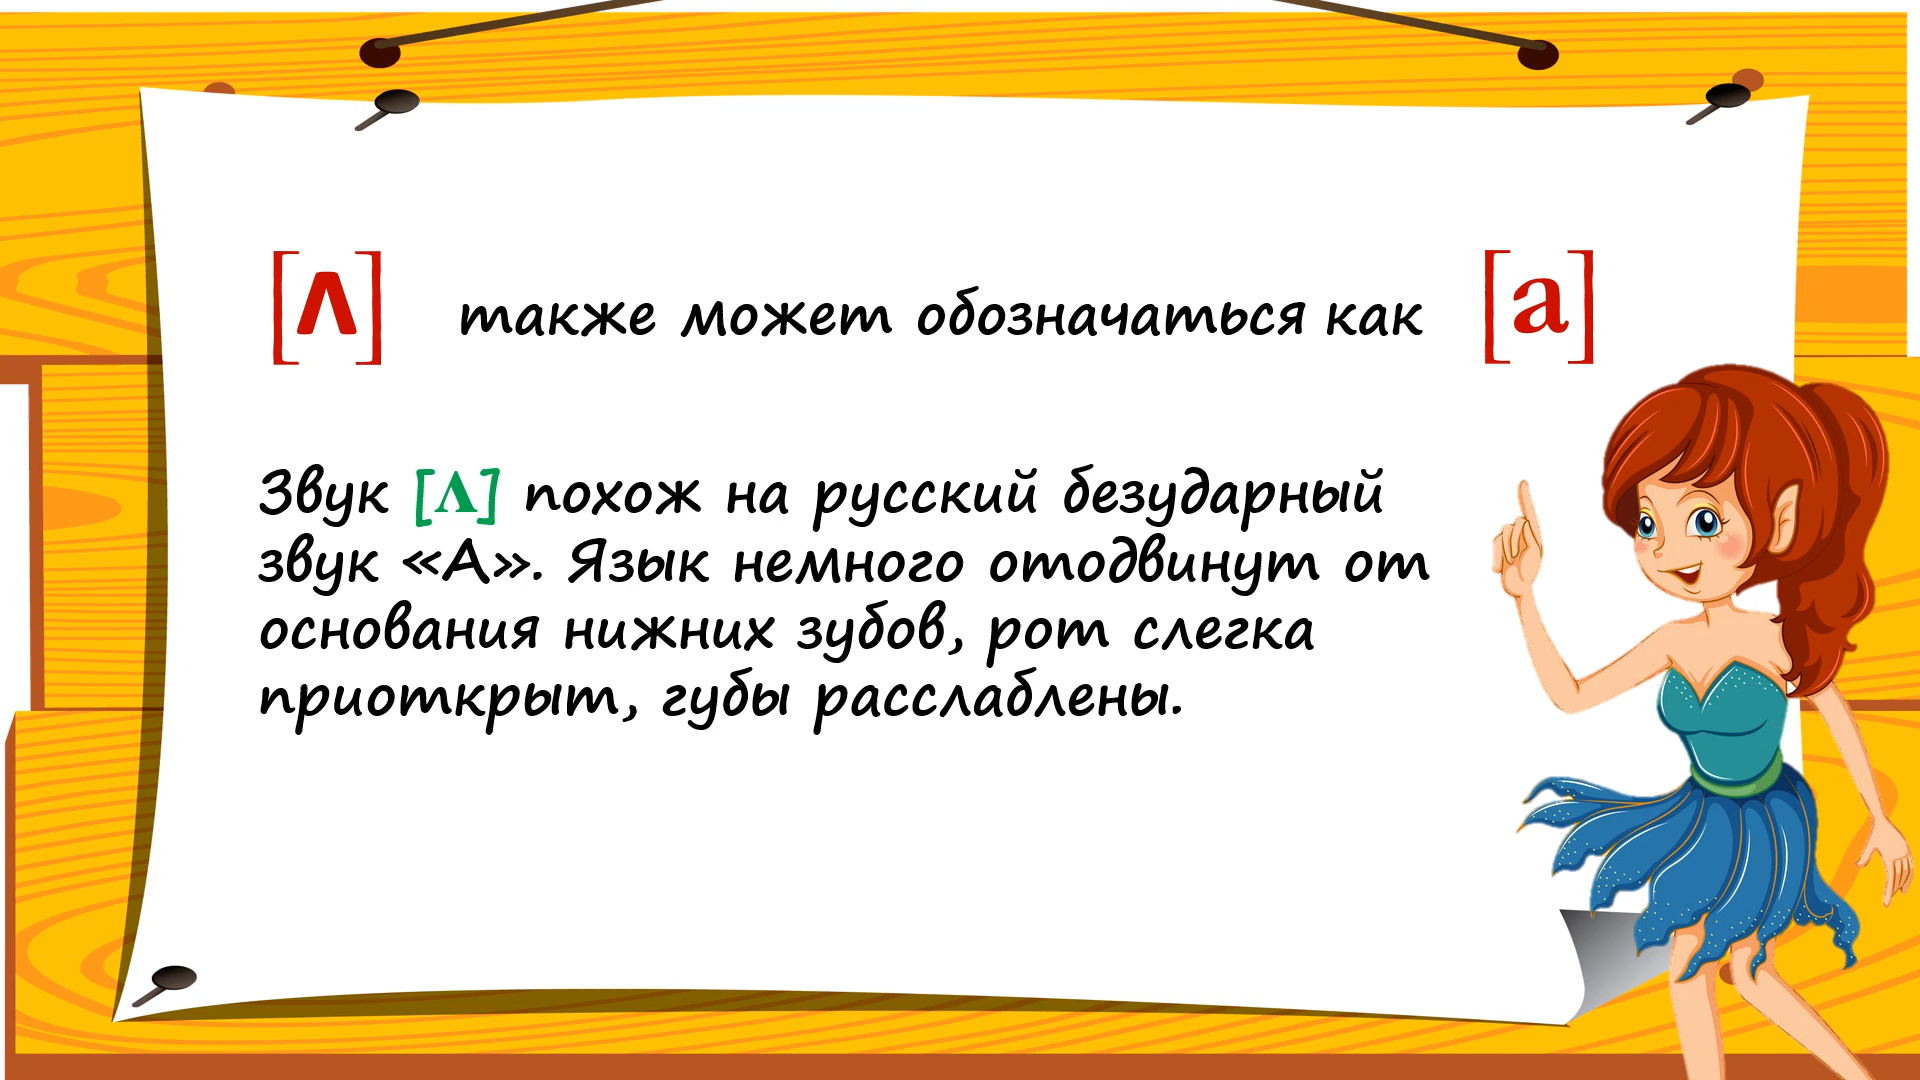 [ʌ] также может обозначаться как [a]
Звук [ʌ] похож на русский безударный
звук «А». Язык немного отодвинут от
основания нижних зубов, рот слегка
приоткрыт, губы расслаблены.